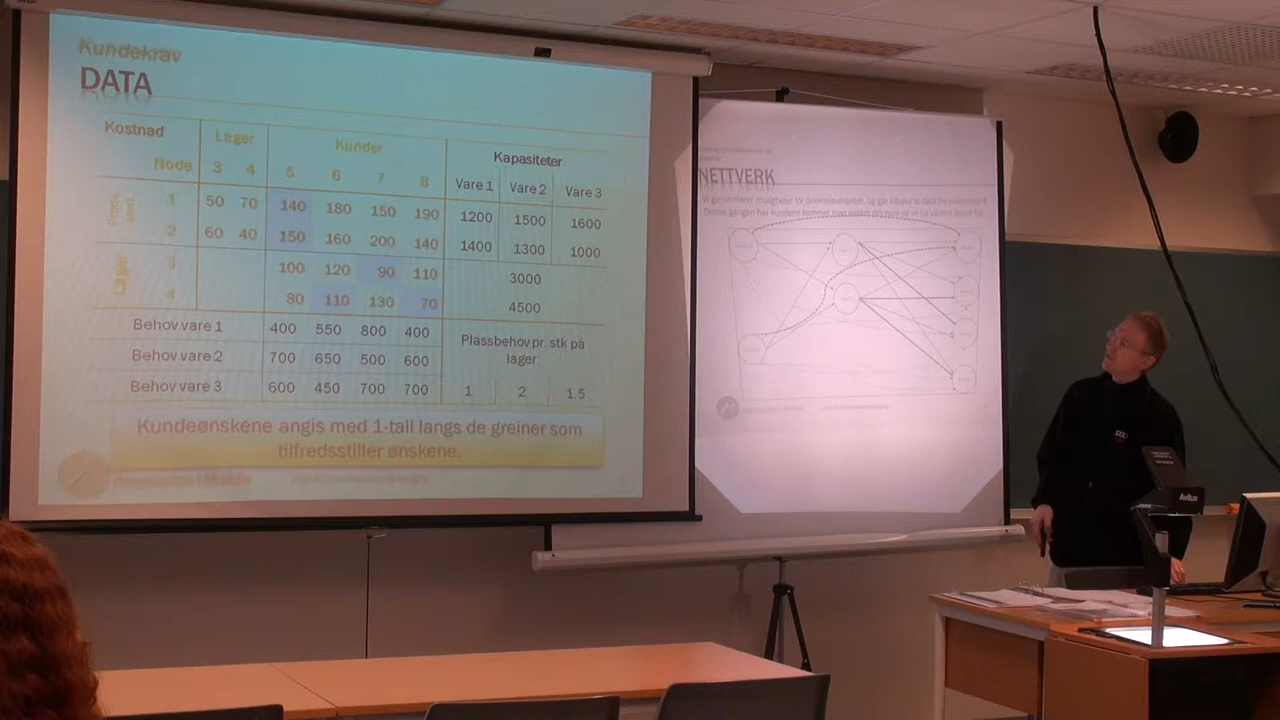 Kundekrav
DATA
Kostnad Lager Kunder Kapasiteter
Node 3 4 5 6 7 8 Vare 1 Vare 2 Vare 3
1 50 70 140 180 150 190 1200 1500 1600
2 60 40 150 160 200 140 1400 1300 1000
Lager 3 100 120 90 110 3000
4 80 110 130 70 4500
Behov vare 1 400 550 800 400 Plassbehov pr. stk på
lager:
Behov vare 2 700 650 500 600
Behov vare 3 600 450 700 700 1 2 1.5
Kundeønskene angis med 1-tall langs de greiner som
tilfredsstiller ønskene.
NETTVERK
Avilux